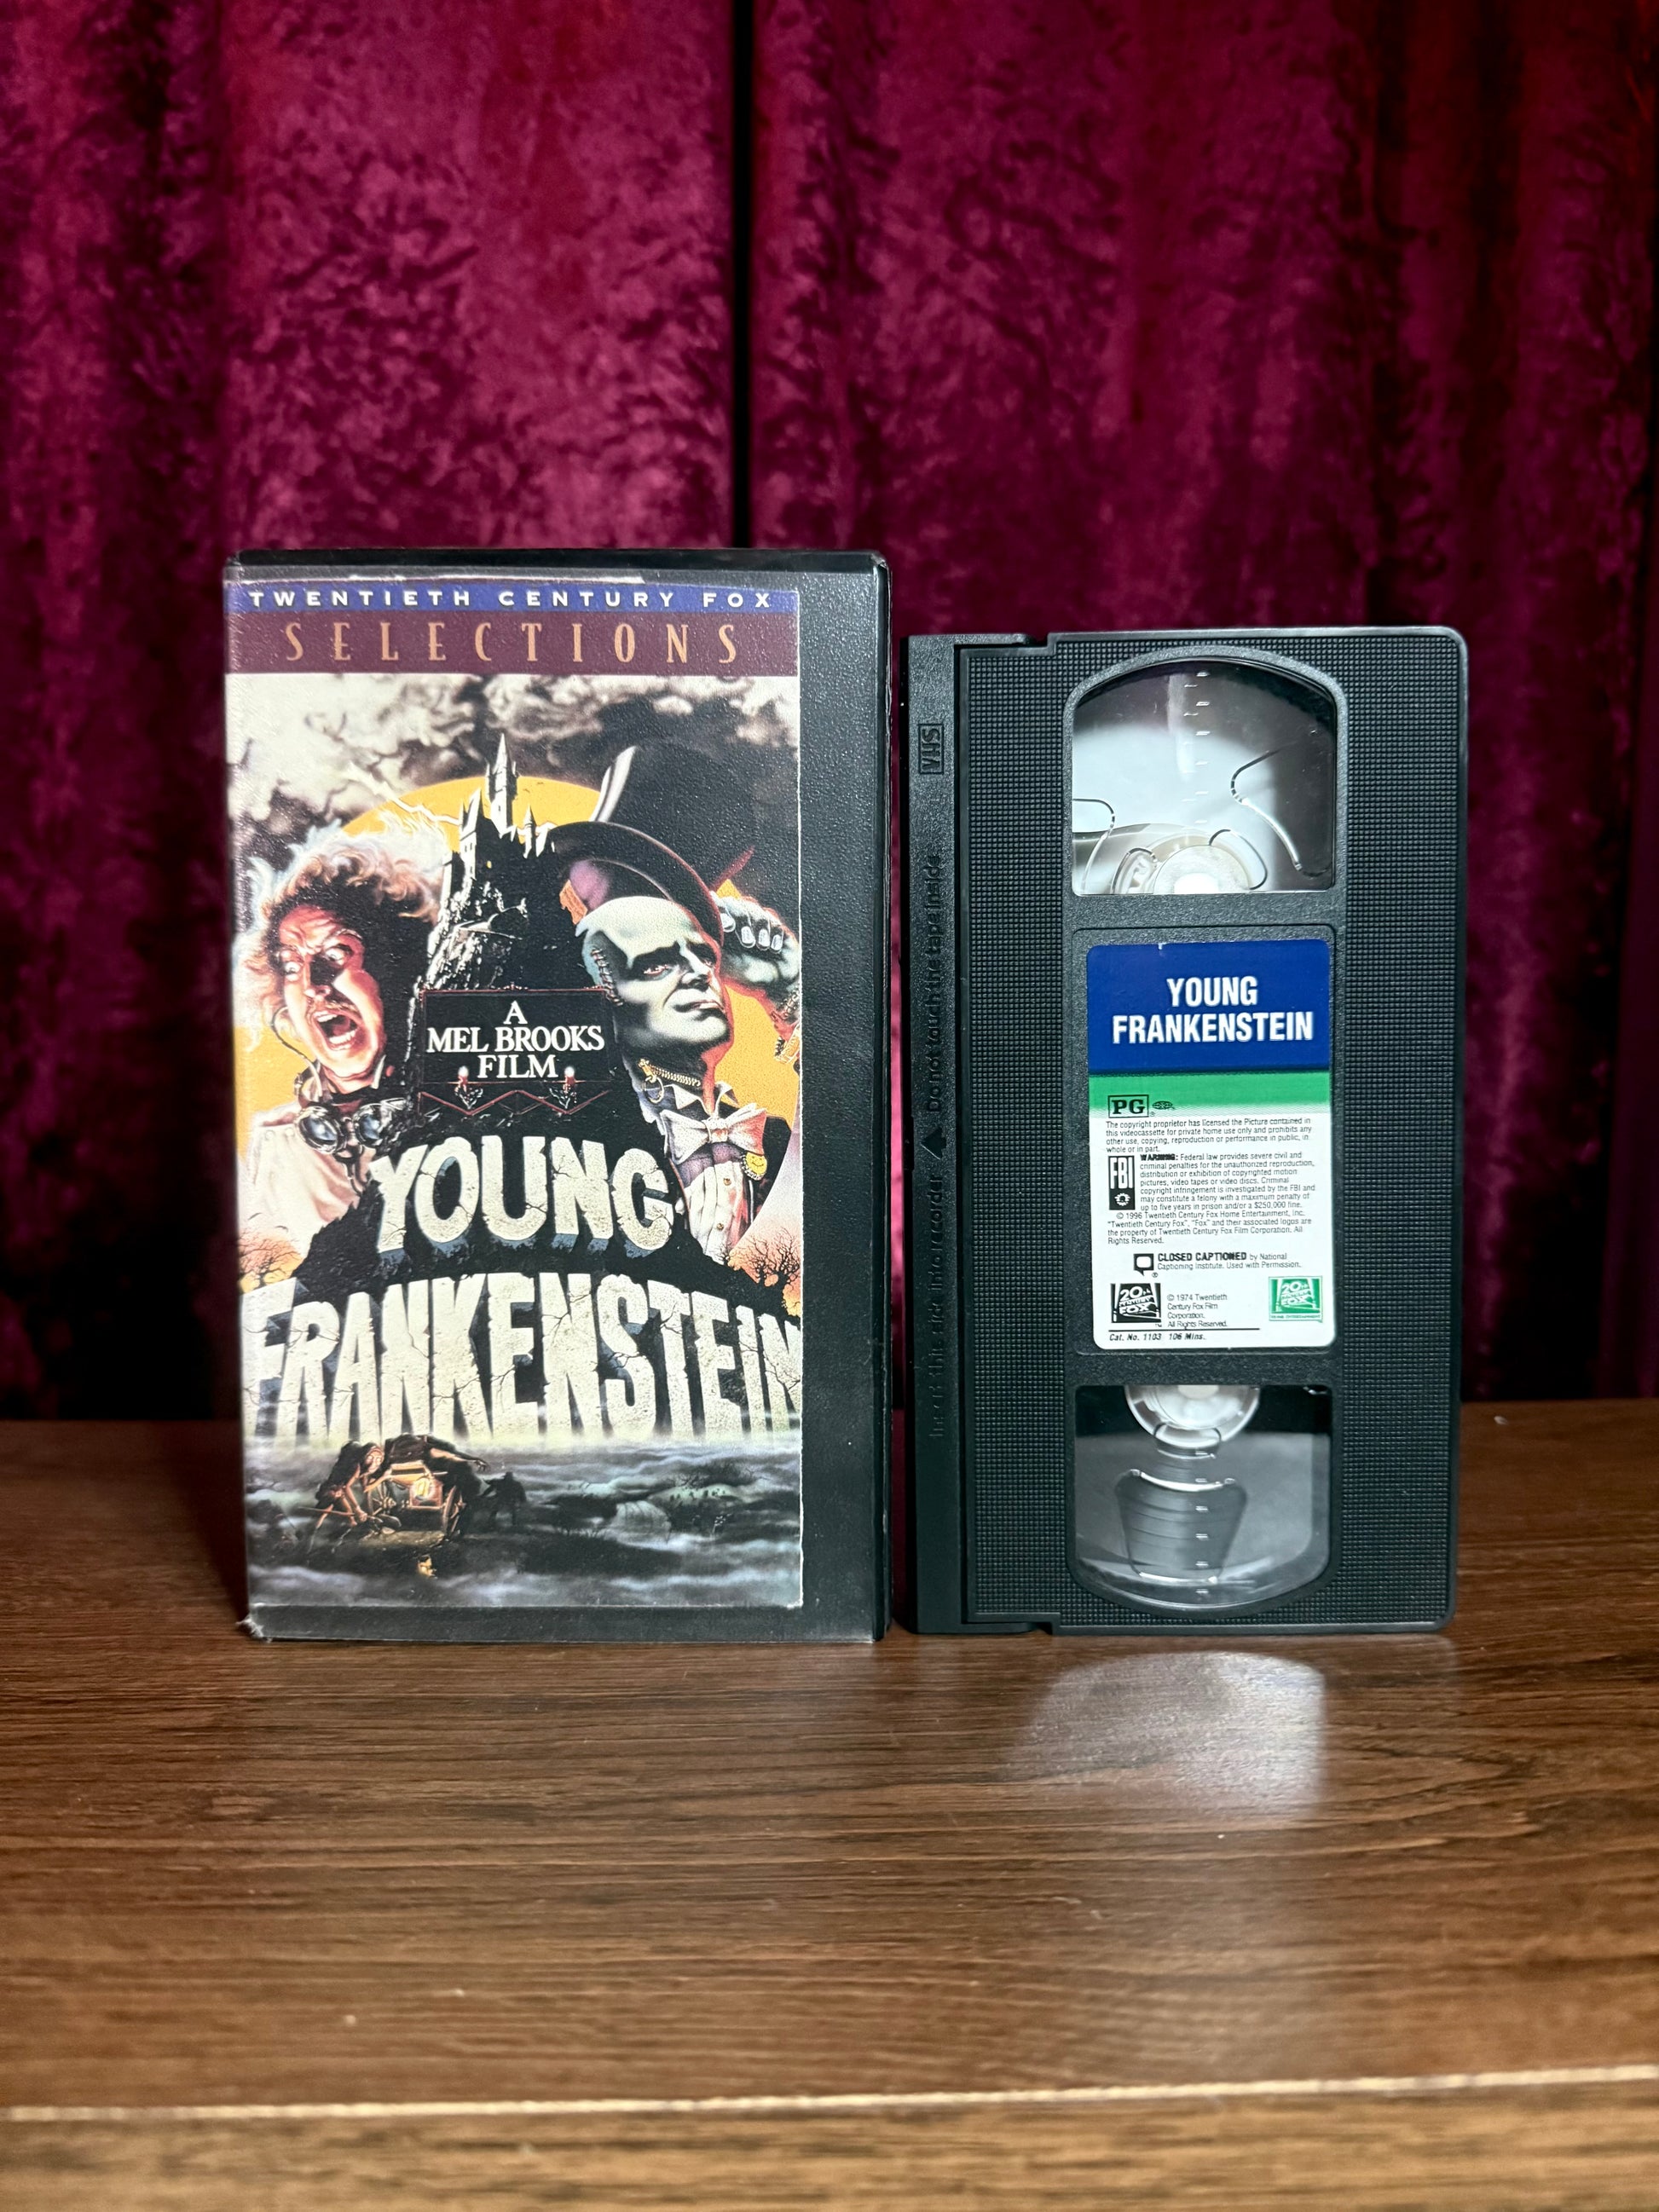 TWENTIETH CENTURY FOX
SELECTIONS
A
MEL BROOKS
FILM
YOUNG
FRANKENSTEIN
VHS
Do not touch the tape inside
Insert this side into recorder
YOUNG
FRANKENSTEIN
PG
The copyright proprietor has licensed the Picture contained in
this videocassette for private home use only and prohibits any
other use, copying, reproduction or performance in public, in
whole or in part.
FBI
WARNING: Federal law provides severe civil and
criminal penalties for the unauthorized reproduction,
distribution or exhibition of copyrighted motion
pictures, video tapes or video discs. Criminal
copyright infringement is investigated by the FBI and
may constitute a felony with a maximum penalty of
up to five years in prison and/or a $250,000 fine.
© 1996 Twentieth Century Fox Home Entertainment, Inc.
"Twentieth Century Fox", "Fox" and their associated logos are
the property of Twentieth Century Fox Film Corporation. All
Rights Reserved.
CLOSED CAPTIONED by National
Captioning Institute. Used with Permission.
®
20th
CENTURY
FOX
© 1974 Twentieth
Century Fox Film
Corporation.
All Rights Reserved.
20th
CENTURY
FOX
Cat. No. 1103 106 Mins.